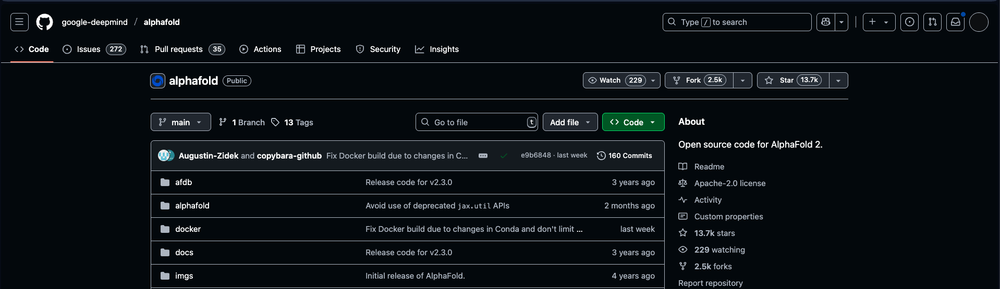 google-deepmind / alphafold
Type / to search
Code
Issues 272
Pull requests 35
Actions
Projects
Security
Insights
alphafold Public
Watch 229
Fork 2.5k
Star 13.7k
main
1 Branch
13 Tags
Go to file t
Add file
Code
Augustin-Zidek and copybara-github Fix Docker build due to changes in C... e9b6848 · last week 160 Commits
afdb Release code for v2.3.0 3 years ago
alphafold Avoid use of deprecated jax.util APIs 2 months ago
docker Fix Docker build due to changes in Conda and don't limit ... last week
docs Release code for v2.3.0 3 years ago
imgs Initial release of AlphaFold. 4 years ago
About
Open source code for AlphaFold 2.
Readme
Apache-2.0 license
Activity
Custom properties
13.7k stars
229 watching
2.5k forks
Report repository